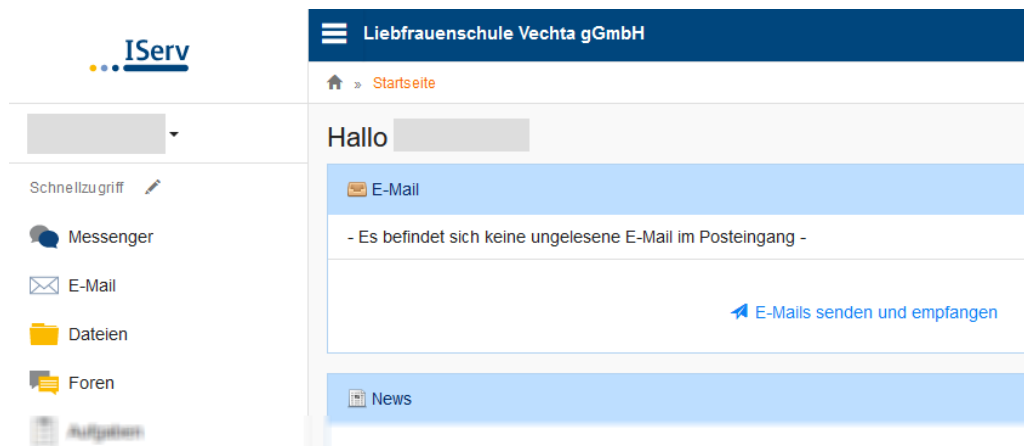 IServ
Liebfrauenschule Vechta gGmbH
» Startseite
Hallo
Schnellzugriff
E-Mail
- Es befindet sich keine ungelesene E-Mail im Posteingang -
Messenger
E-Mail
E-Mails senden und empfangen
Dateien
Foren
News
Aufgaben